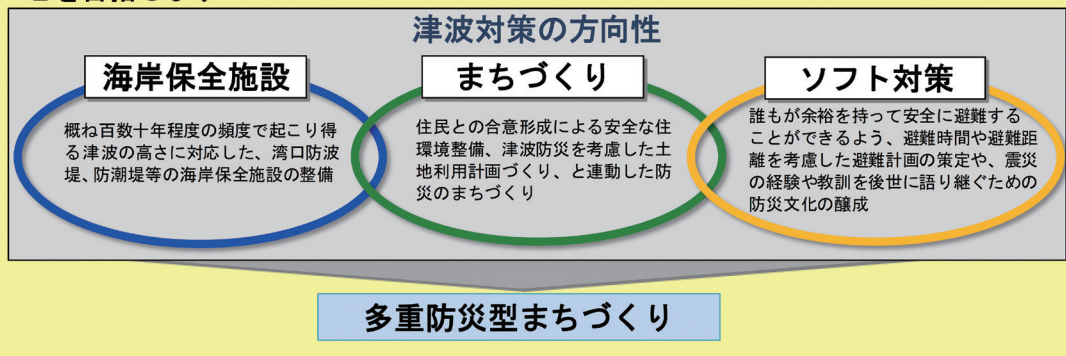 津波対策の方向性
海岸保全施設
概ね百数十年程度の頻度で起こり得
る津波の高さに対応した、湾口防波
堤、防潮堤等の海岸保全施設の整備
まちづくり
住民との合意形成による安全な住
環境整備、津波防災を考慮した土
地利用計画づくり、と連動した防
災のまちづくり
ソフト対策
誰もが余裕を持って安全に避難する
ことができるよう、避難時間や避難距
離を考慮した避難計画の策定や、震災
の経験や教訓を後世に語り継ぐための
防災文化の醸成
多重防災型まちづくり